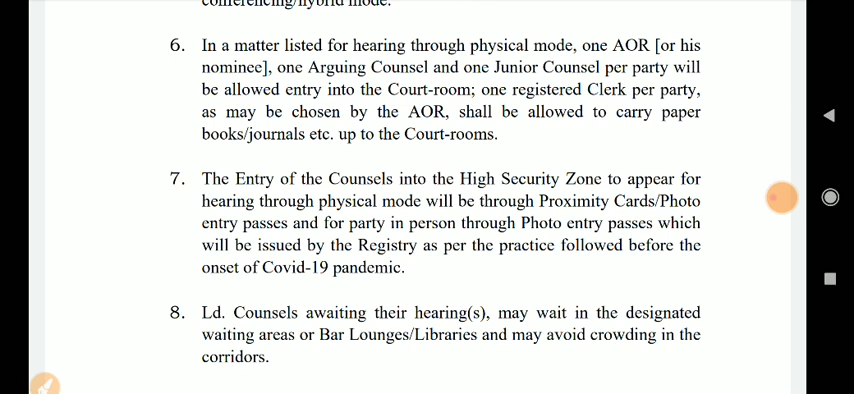 conferencing/hybrid mode.
6. In a matter listed for hearing through physical mode, one AOR [or his
nominee], one Arguing Counsel and one Junior Counsel per party will
be allowed entry into the Court-room; one registered Clerk per party,
as may be chosen by the AOR, shall be allowed to carry paper
books/journals etc. up to the Court-rooms.
7. The Entry of the Counsels into the High Security Zone to appear for
hearing through physical mode will be through Proximity Cards/Photo
entry passes and for party in person through Photo entry passes which
will be issued by the Registry as per the practice followed before the
onset of Covid-19 pandemic.
8. Ld. Counsels awaiting their hearing(s), may wait in the designated
waiting areas or Bar Lounges/Libraries and may avoid crowding in the
corridors.